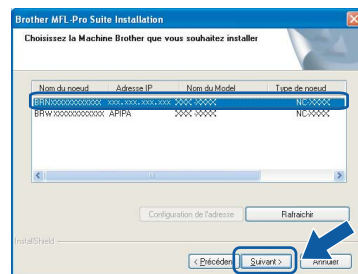 Brother MFL-Pro Suite Installation
Choisissez la Machine Brother que vous souhaitez installer
Nom du noeud Adresse IP Nom du Model Type de noeud
BRNXXXXXXXXXXXX xxx.xxx.xxx.xxx XXX-XXXX NC-XXXX
BRWXXXXXXXXXXXX APIPA XXX-XXXX NC-XXXX
Configuration de l'adresse Rafraichir
InstallShield
< Précéden Suivant > Annuler